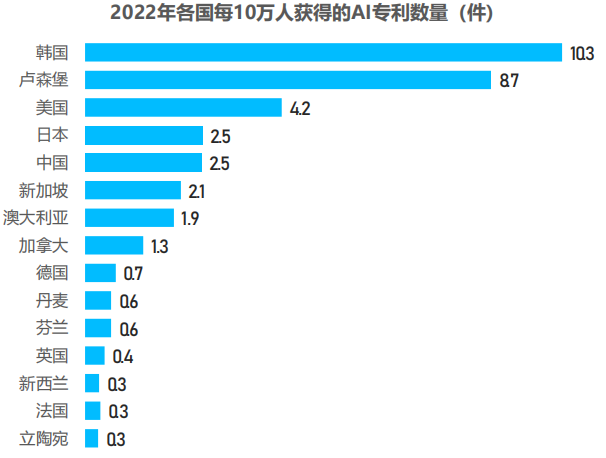 2022年各国每10万人获得的AI专利数量（件）
韩国 10.3
卢森堡 8.7
美国 4.2
日本 2.5
中国 2.5
新加坡 2.1
澳大利亚 1.9
加拿大 1.3
德国 0.7
丹麦 0.6
芬兰 0.6
英国 0.4
新西兰 0.3
法国 0.3
立陶宛 0.3